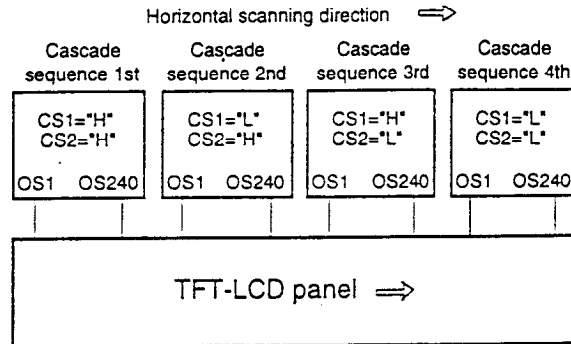 Horizontal scanning direction ⇨
Cascade sequence 1st
Cascade sequence 2nd
Cascade sequence 3rd
Cascade sequence 4th
CS1="H"
CS2="H"
OS1 OS240
CS1="L"
CS2="H"
OS1 OS240
CS1="H"
CS2="L"
OS1 OS240
CS1="L"
CS2="L"
OS1 OS240
TFT-LCD panel ⇨